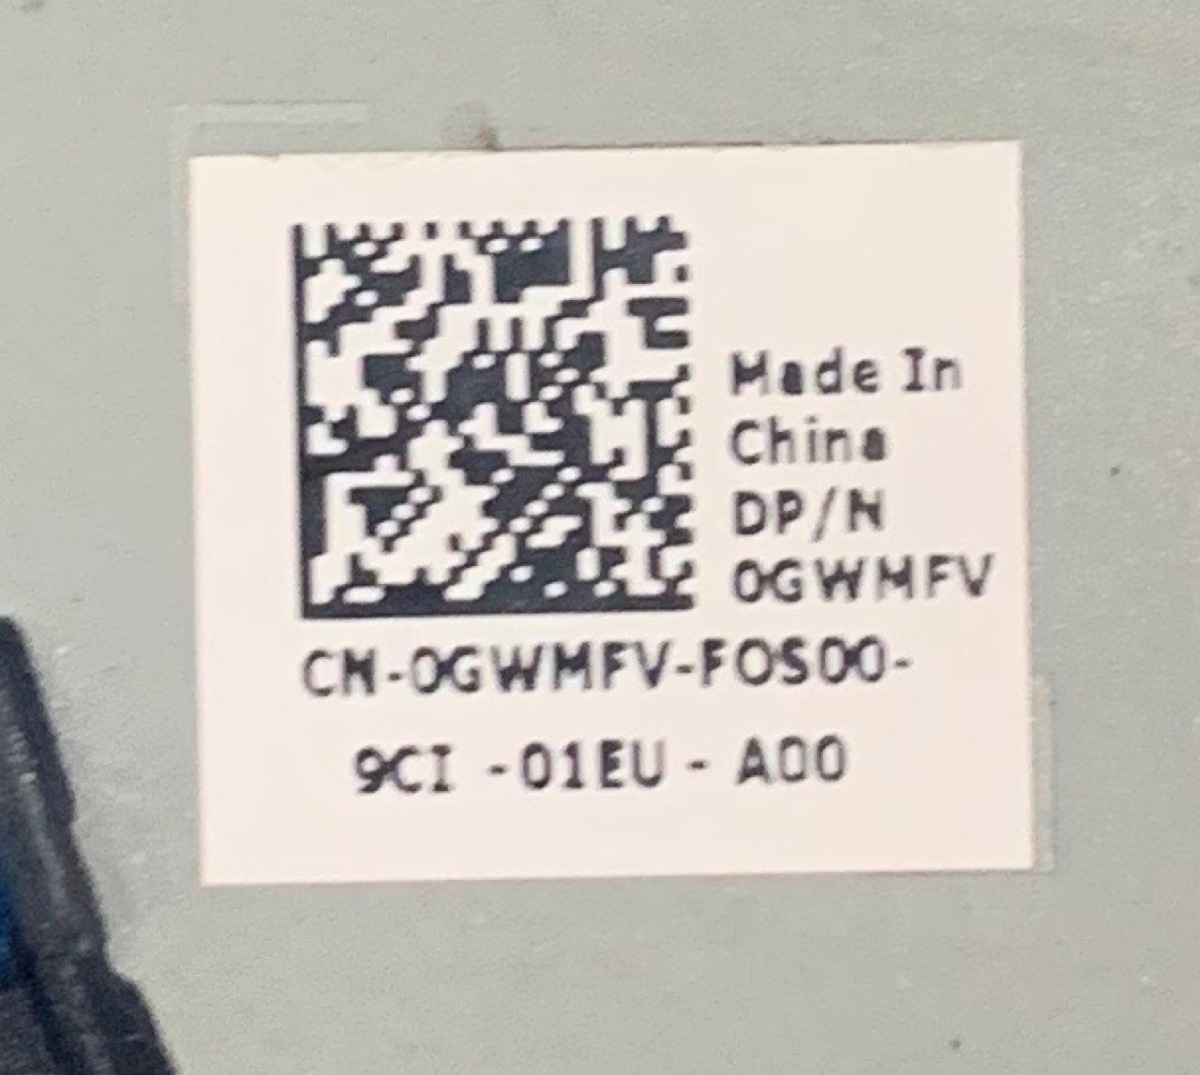 Made In
China
DP/N
0GWMFV
CN-0GWMFV-FOS00-
9CI -01EU - A00